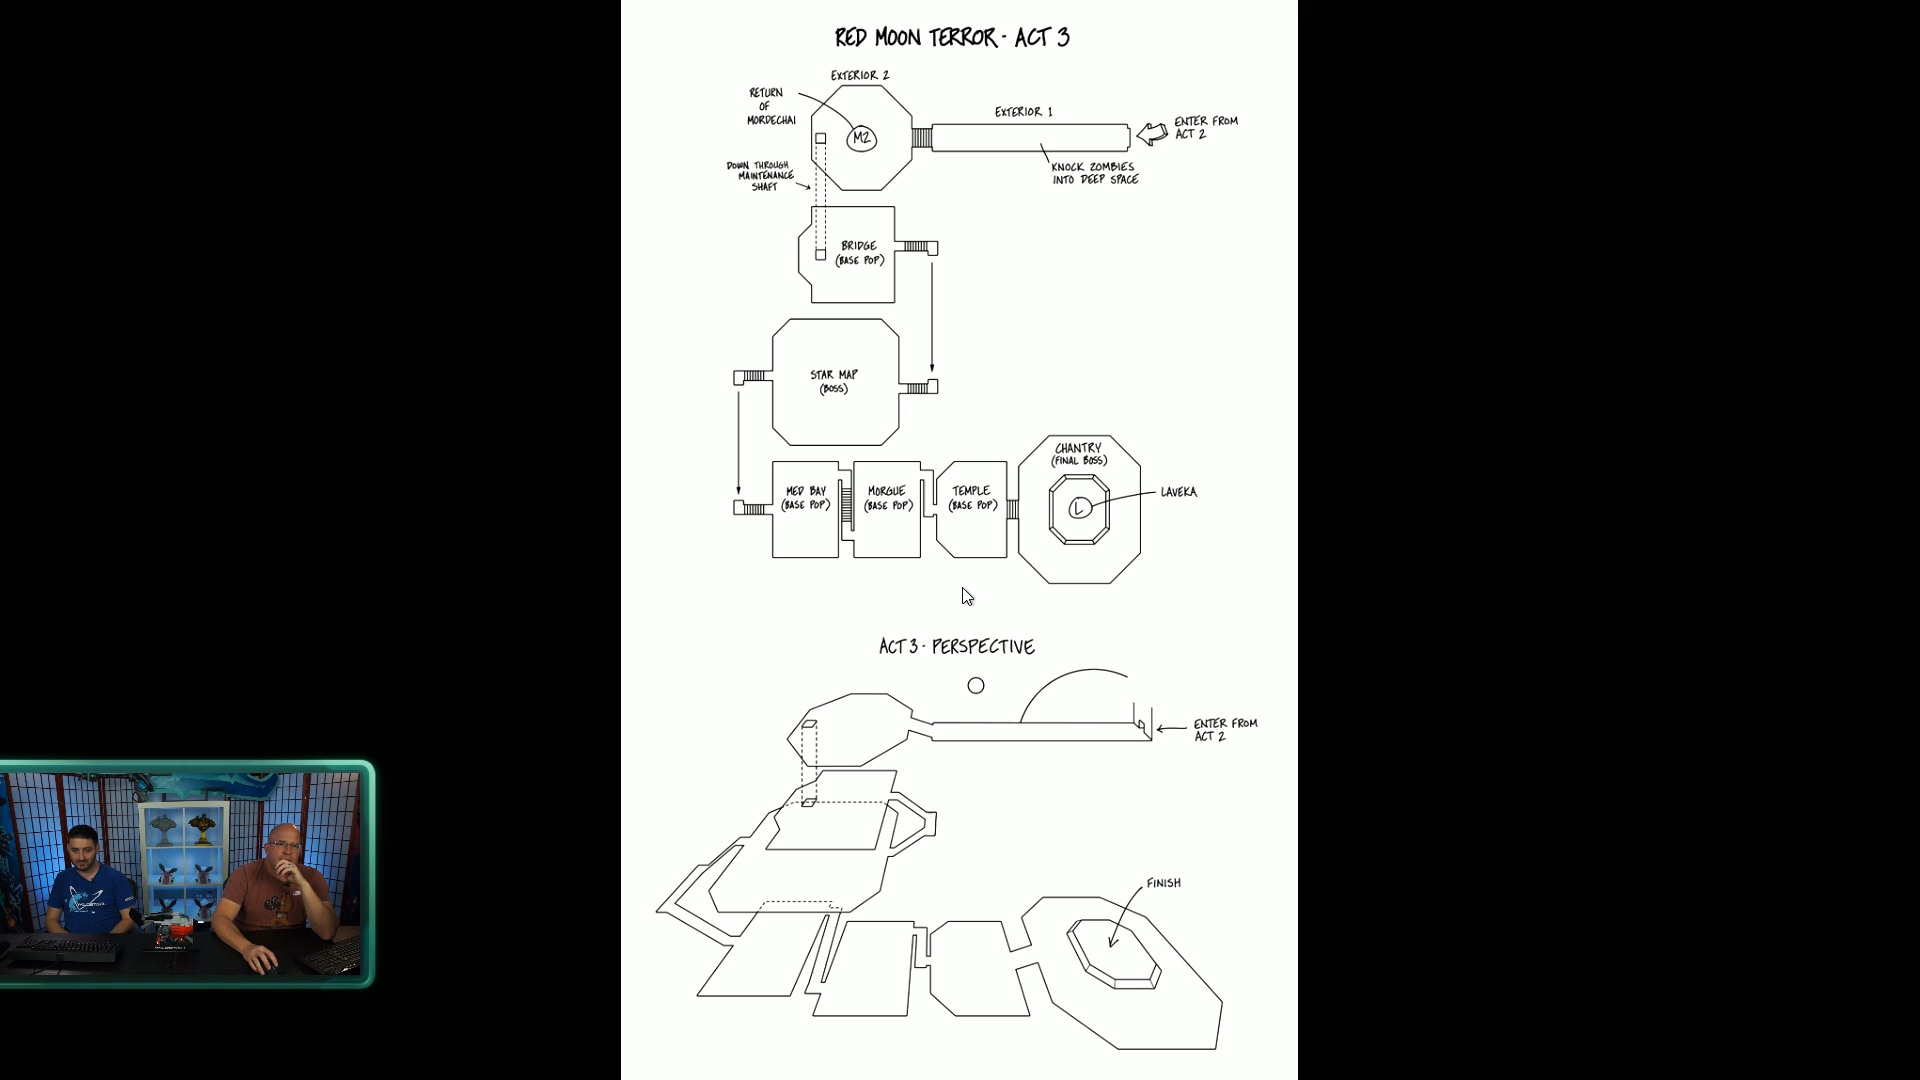 RED MOON TERROR - ACT 3
EXTERIOR 2
RETURN
OF
MORDECHAI
M2
EXTERIOR 1
ENTER FROM
ACT 2
KNOCK ZOMBIES
INTO DEEP SPACE
DOWN THROUGH
MAINTENANCE
SHAFT
BRIDGE
(BASE POP)
STAR MAP
(BOSS)
CHANTRY
(FINAL BOSS)
L
LAVEKA
MED BAY
(BASE POP)
MORGUE
(BASE POP)
TEMPLE
(BASE POP)
ACT 3 - PERSPECTIVE
ENTER FROM
ACT 2
FINISH